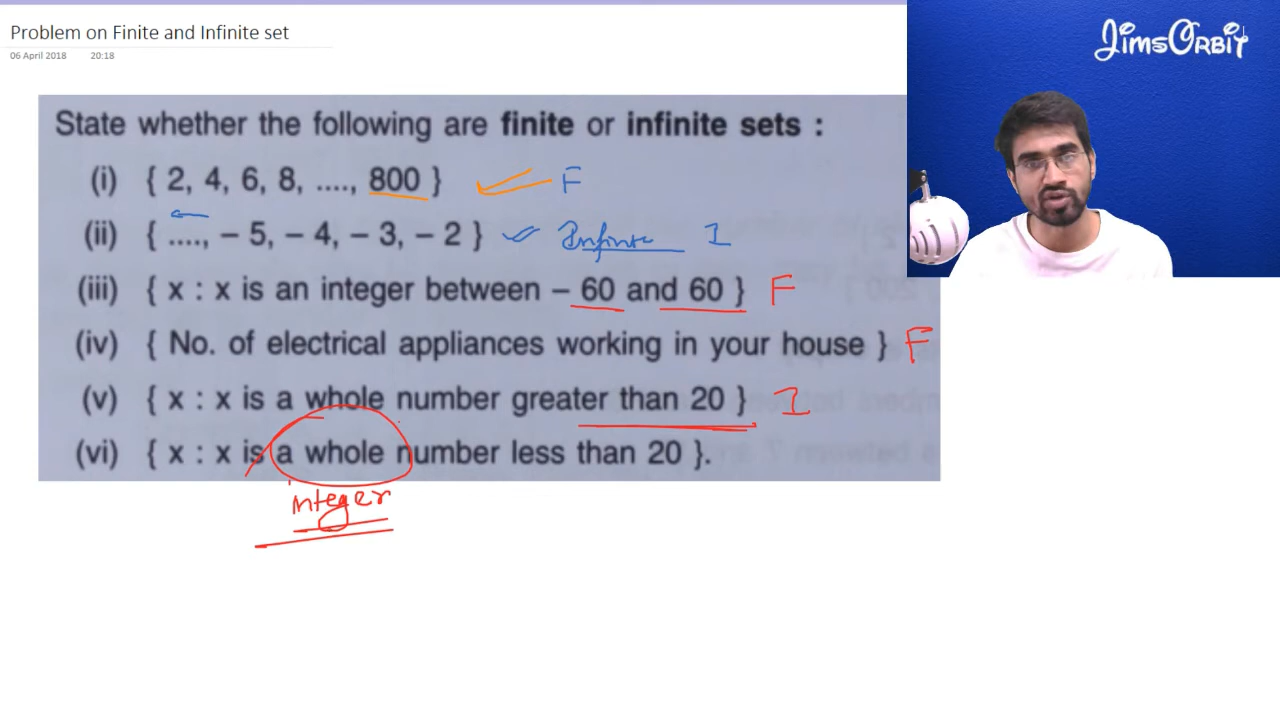 Problem on Finite and Infinite set
06 April 2018 20:18
JimsOrbit
State whether the following are finite or infinite sets :
(i) { 2, 4, 6, 8, ...., 800 } F
(ii) { ...., – 5, – 4, – 3, – 2 } Infinite I
(iii) { x : x is an integer between – 60 and 60 } F
(iv) { No. of electrical appliances working in your house } F
(v) { x : x is a whole number greater than 20 } I
(vi) { x : x is a whole number less than 20 }.
integer